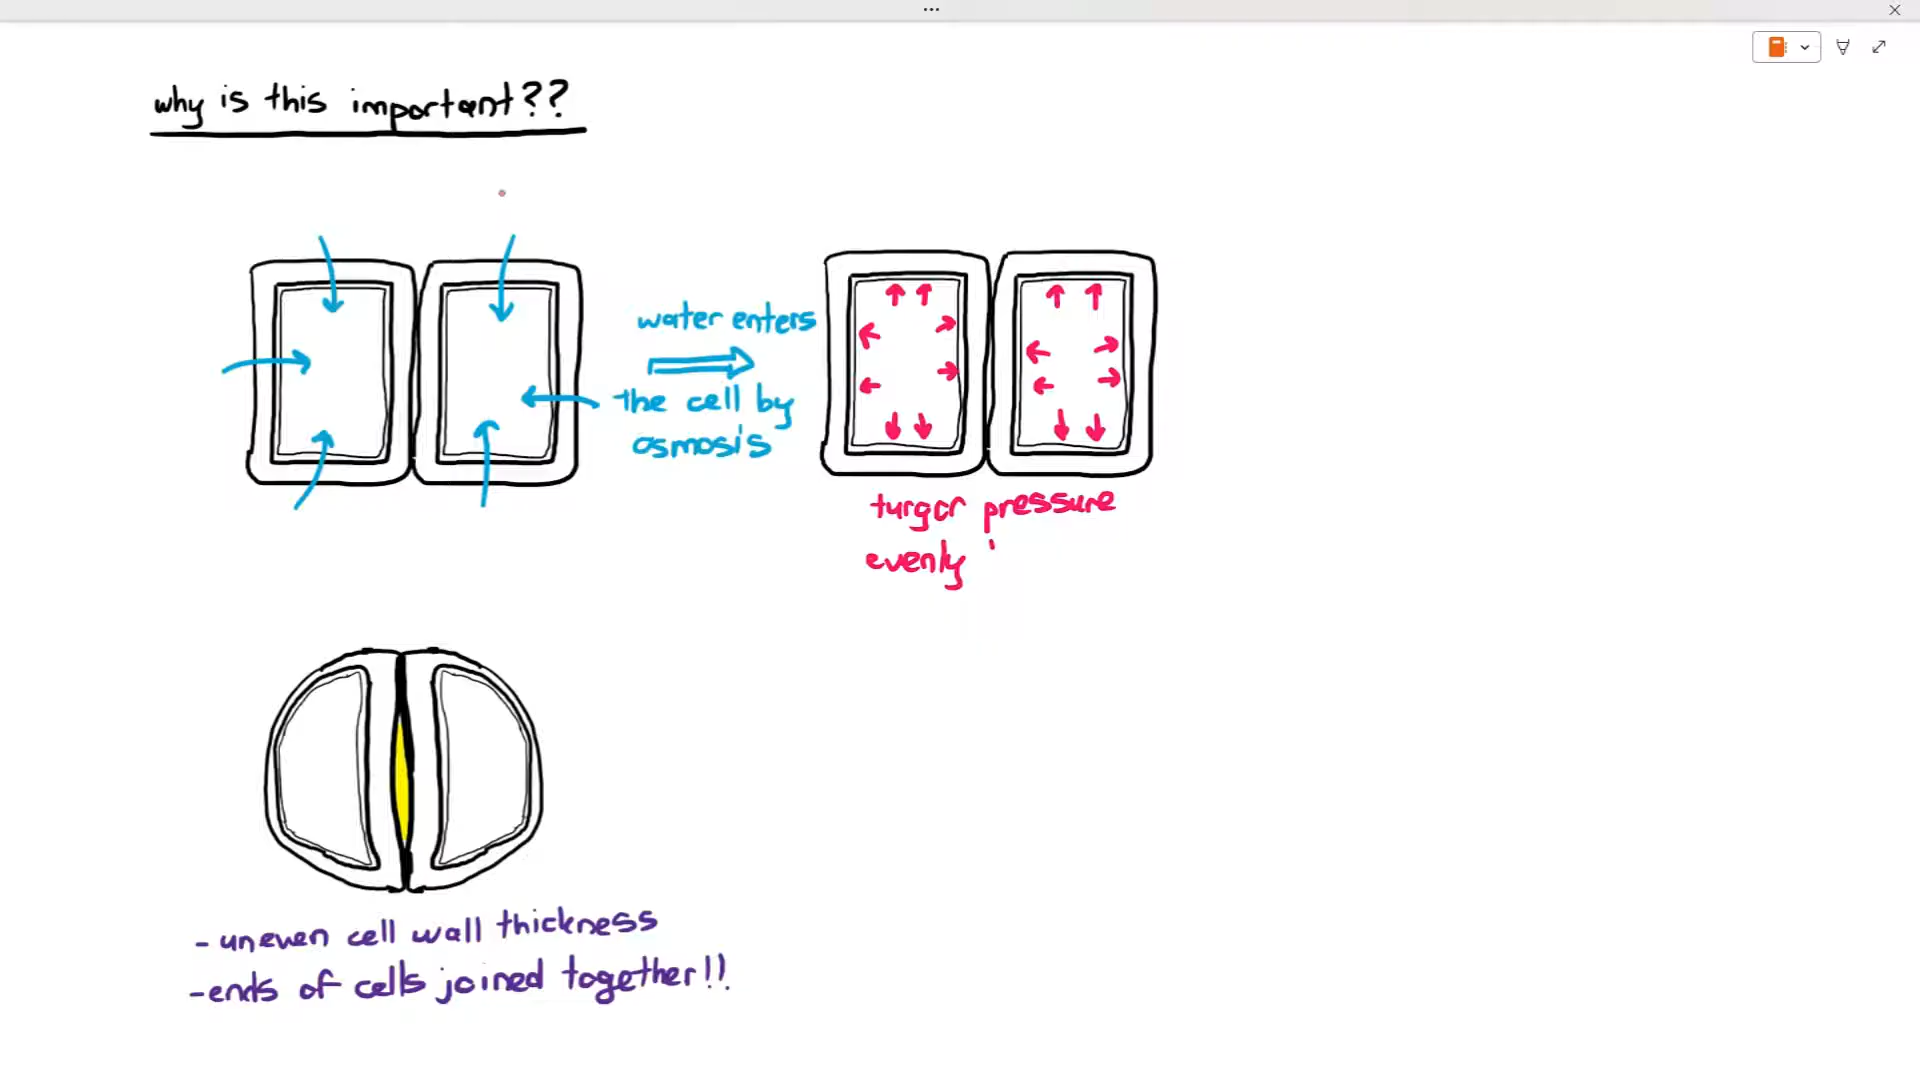 why is this important??
water enters
the cell by
osmosis
turgor pressure
evenly
- uneven cell wall thickness
- ends of cells joined together!!